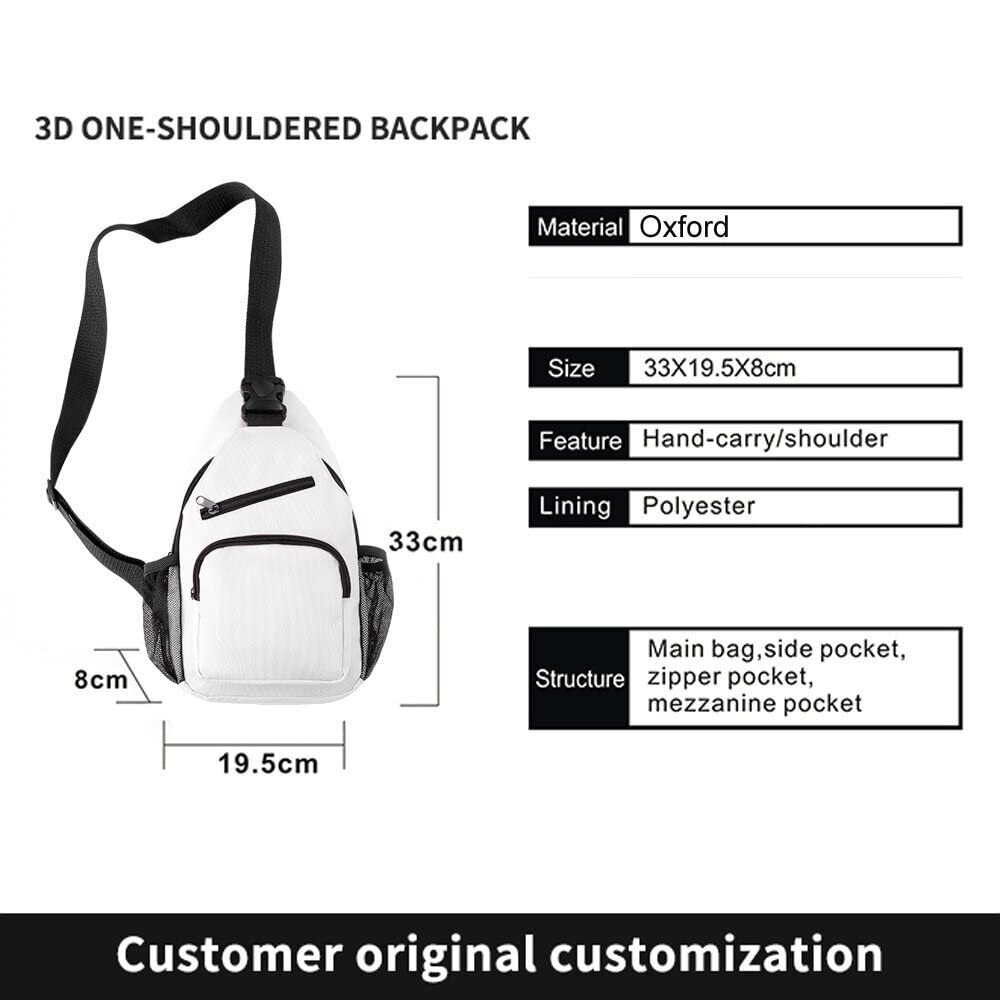 3D ONE-SHOULDERED BACKPACK
Material Oxford
Size 33X19.5X8cm
Feature Hand-carry/shoulder
Lining Polyester
33cm
8cm
19.5cm
Structure Main bag,side pocket,
zipper pocket,
mezzanine pocket
Customer original customization